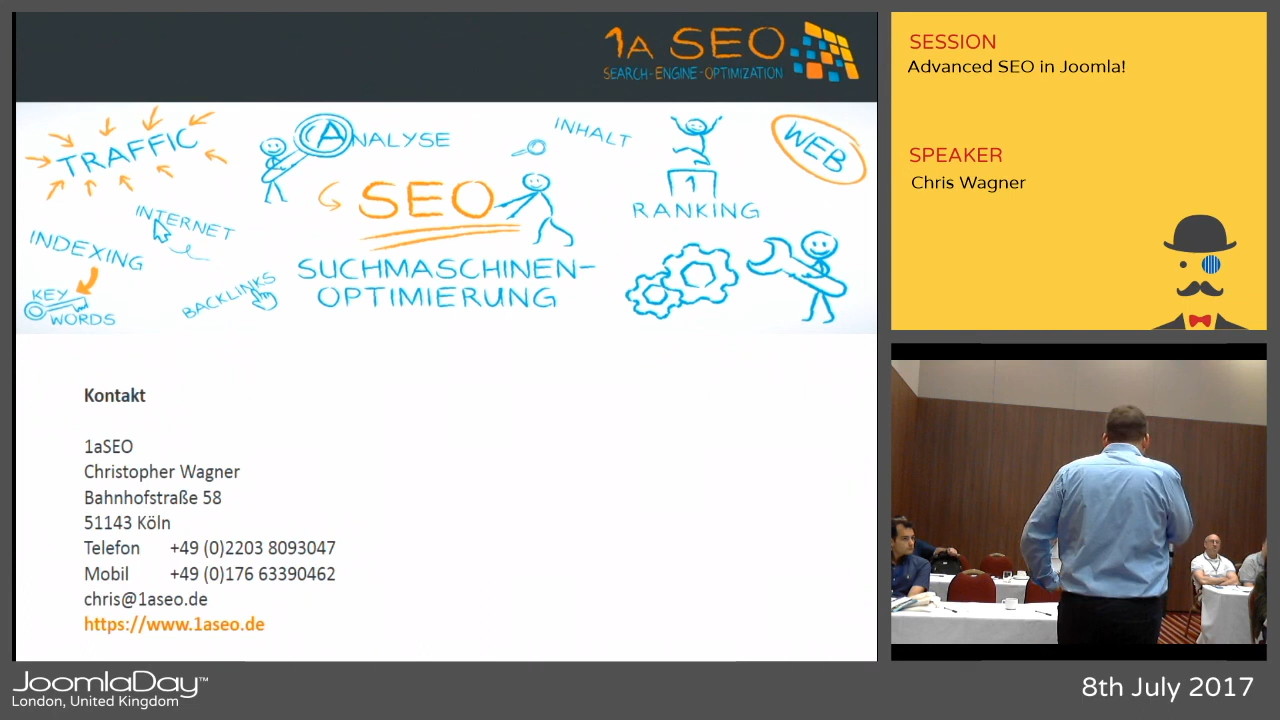 1A SEO
SEARCH-ENGINE-OPTIMIZATION
TRAFFIC
ANALYSE
INHALT
WEB
SEO
1
RANKING
INTERNET
INDEXING
SUCHMASCHINEN-
OPTIMIERUNG
BACKLINKS
KEY
WORDS
Kontakt
1aSEO
Christopher Wagner
Bahnhofstraße 58
51143 Köln
Telefon +49 (0)2203 8093047
Mobil +49 (0)176 63390462
chris@1aseo.de
https://www.1aseo.de
SESSION
Advanced SEO in Joomla!
SPEAKER
Chris Wagner
JoomlaDay™
London, United Kingdom
8th July 2017